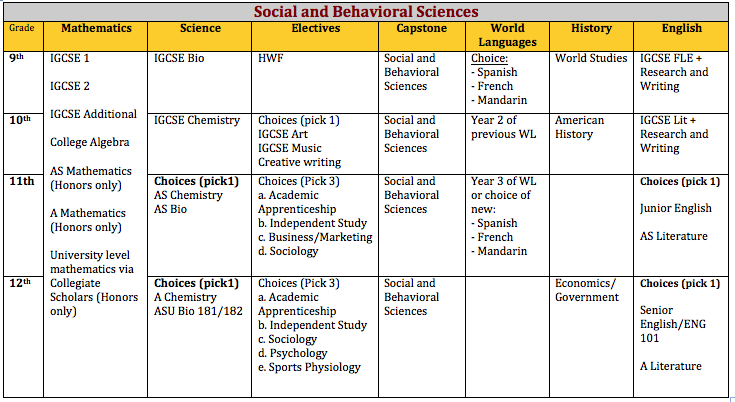 Social and Behavioral Sciences
Grade Mathematics Science Electives Capstone World Languages History English
9th
IGCSE 1
IGCSE 2
IGCSE Additional
College Algebra
AS Mathematics
(Honors only)
A Mathematics
(Honors only)
University level
mathematics via
Collegiate
Scholars (Honors
only)
IGCSE Bio
HWF
Social and
Behavioral
Sciences
Choice:
- Spanish
- French
- Mandarin
World Studies
IGCSE FLE +
Research and
Writing
10th
IGCSE Chemistry
Choices (pick 1)
IGCSE Art
IGCSE Music
Creative writing
Social and
Behavioral
Sciences
Year 2 of
previous WL
American
History
IGCSE Lit +
Research and
Writing
11th
Choices (pick1)
AS Chemistry
AS Bio
Choices (Pick 3)
a. Academic
Apprenticeship
b. Independent Study
c. Business/Marketing
d. Sociology
Social and
Behavioral
Sciences
Year 3 of WL
or choice of
new:
- Spanish
- French
- Mandarin
Choices (pick 1)
Junior English
AS Literature
12th
Choices (pick1)
A Chemistry
ASU Bio 181/182
Choices (Pick 3)
a. Academic
Apprenticeship
b. Independent Study
c. Sociology
d. Psychology
e. Sports Physiology
Social and
Behavioral
Sciences
Economics/
Government
Choices (pick 1)
Senior
English/ENG
101
A Literature